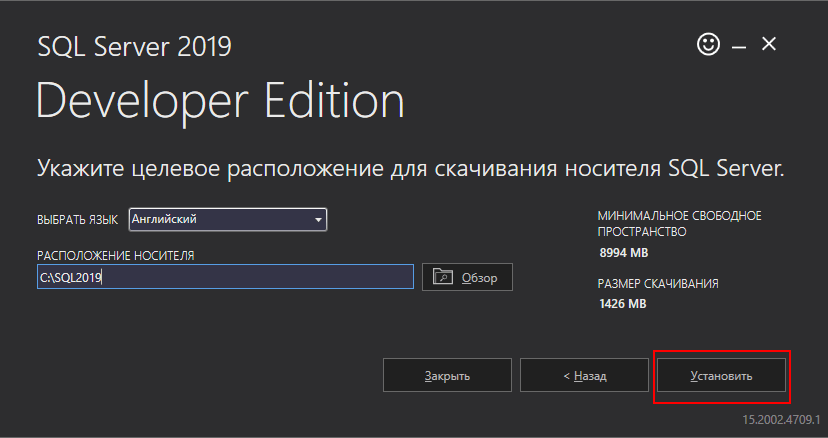 SQL Server 2019
Developer Edition
Укажите целевое расположение для скачивания носителя SQL Server.
ВЫБРАТЬ ЯЗЫК Английский
РАСПОЛОЖЕНИЕ НОСИТЕЛЯ
C:\SQL2019
Обзор
МИНИМАЛЬНОЕ СВОБОДНОЕ
ПРОСТРАНСТВО
8994 MB
РАЗМЕР СКАЧИВАНИЯ
1426 MB
Закрыть
< Назад
Установить
15.2002.4709.1